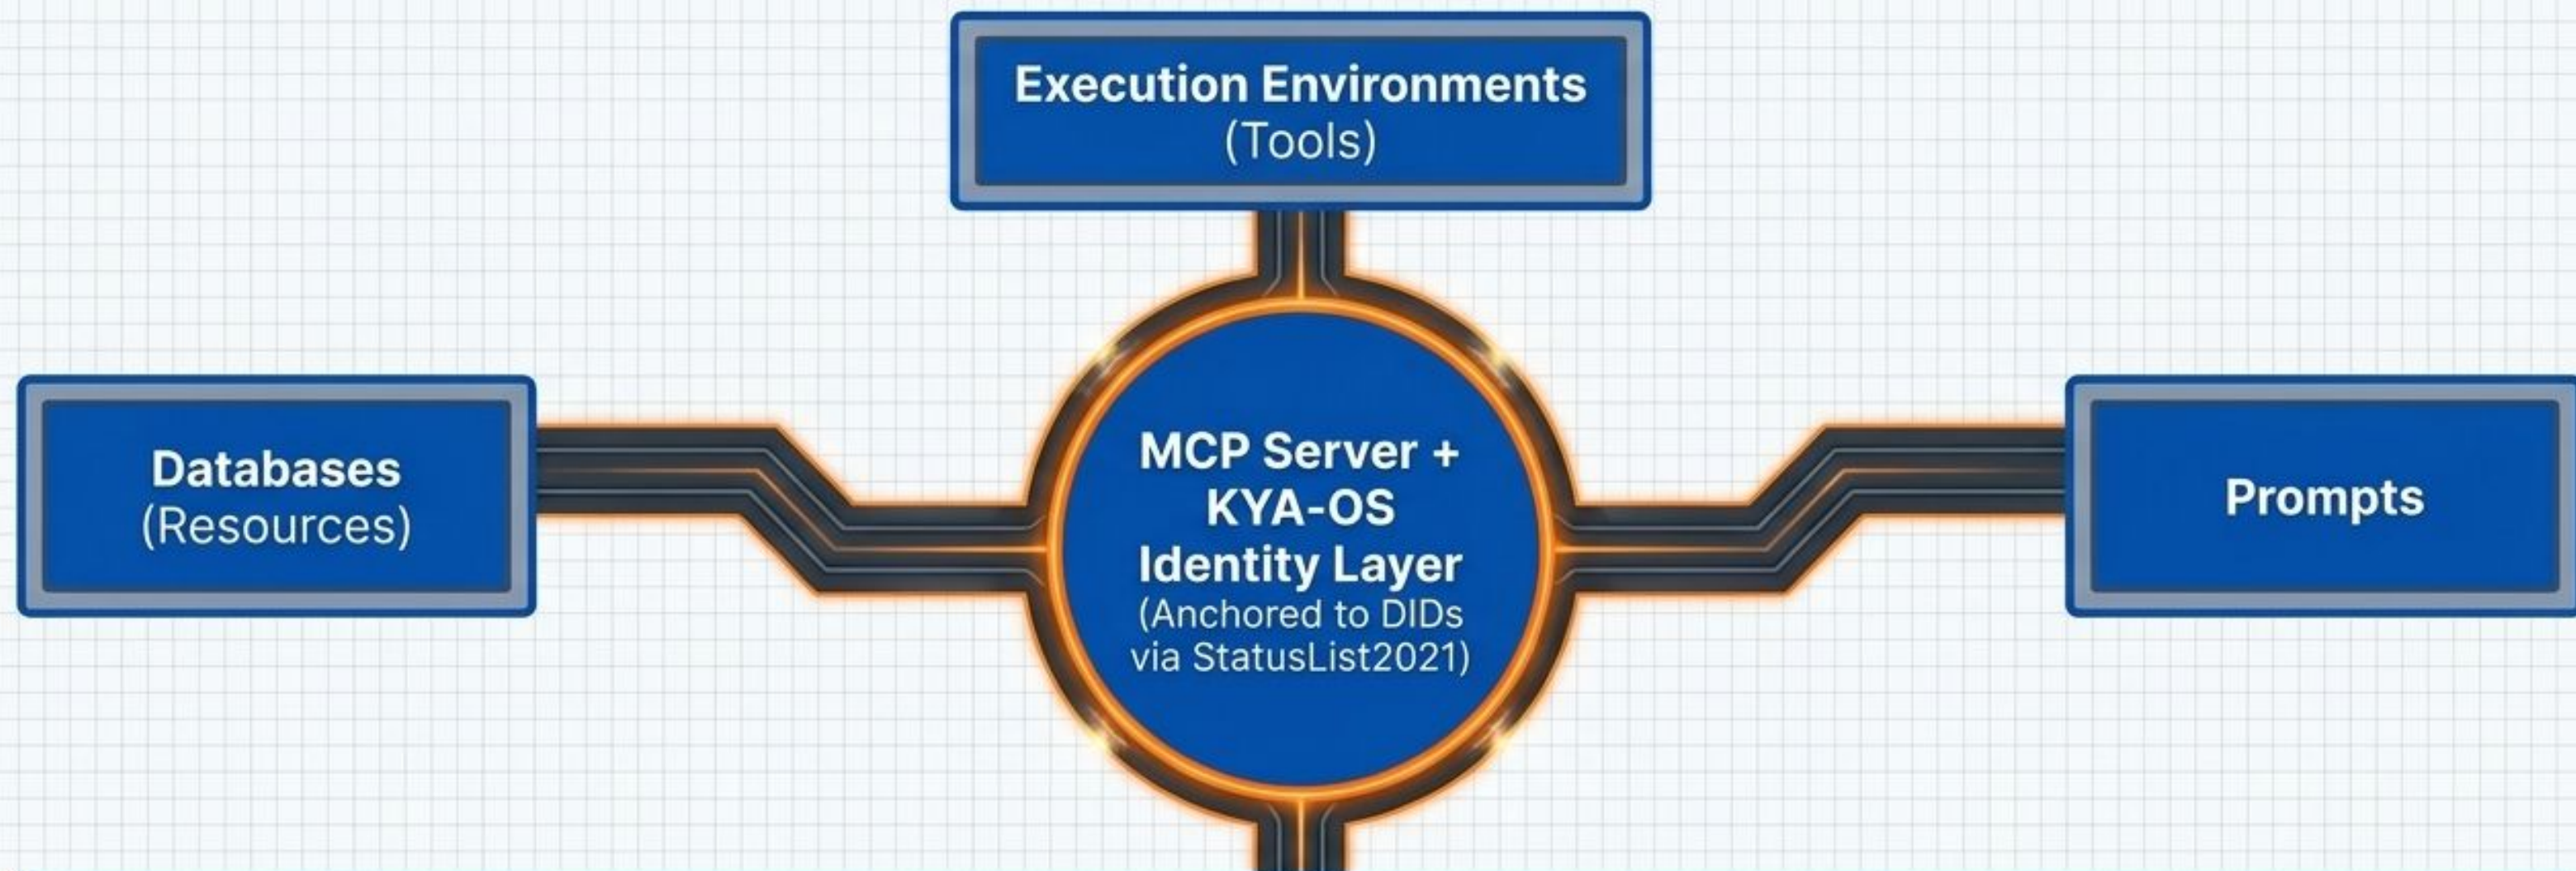 Execution Environments
(Tools)
Databases
(Resources)
MCP Server +
KYA-OS
Identity Layer
(Anchored to DIDs
via StatusList2021)
Prompts